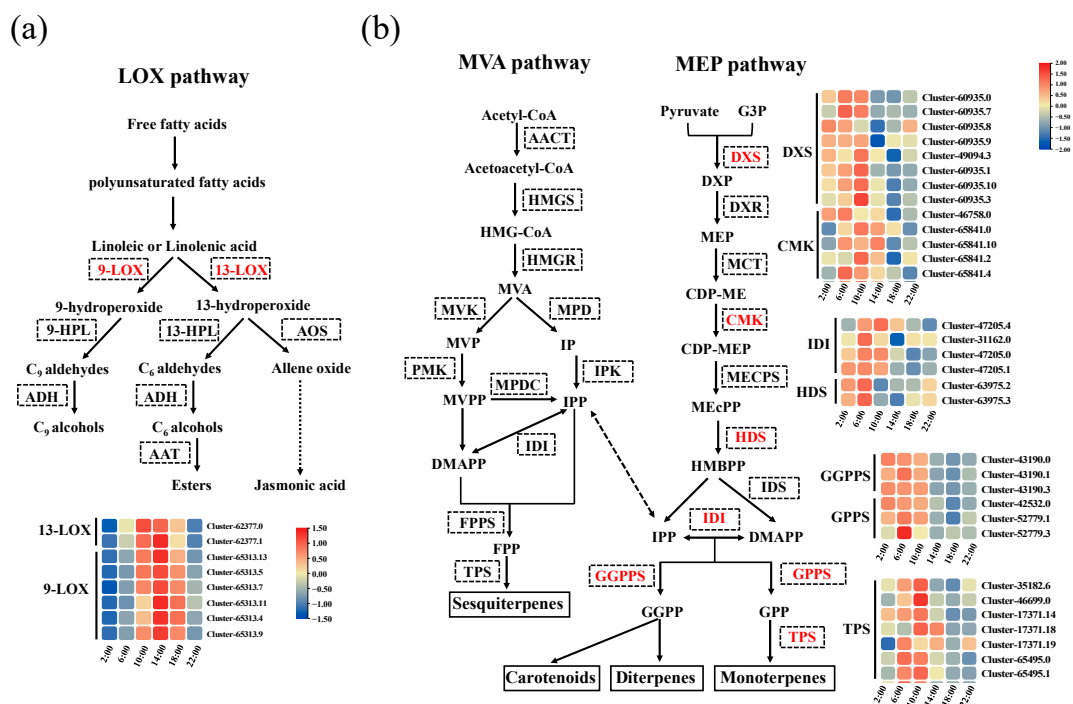 (a)
LOX pathway
Free fatty acids
polyunsaturated fatty acids
Linoleic or Linolenic acid
9-LOX
13-LOX
9-hydroperoxide
13-hydroperoxide
9-HPL
13-HPL
AOS
C9 aldehydes
C6 aldehydes
Allene oxide
ADH
ADH
C9 alcohols
C6 alcohols
AAT
Esters
Jasmonic acid
13-LOX
9-LOX
Cluster-62377.0
Cluster-62377.1
Cluster-65313.13
Cluster-65313.5
Cluster-65313.7
Cluster-65313.11
Cluster-65313.4
Cluster-65313.9
2:00 6:00 10:00 14:00 18:00 22:00
1.50
1.00
0.50
0.00
-0.50
-1.00
-1.50
(b)
MVA pathway
Acetyl-CoA
AACT
Acetoacetyl-CoA
HMGS
HMG-CoA
HMGR
MVA
MVK
MPD
MVP
IP
PMK
IPK
MPDC
MVPP
IPP
IDI
DMAPP
FPPS
FPP
TPS
Sesquiterpenes
MEP pathway
Pyruvate
G3P
DXS
DXP
DXR
MEP
MCT
CDP-ME
CMK
CDP-MEP
MECPS
MEcPP
HDS
HMBPP
IDS
IDI
IPP
DMAPP
GGPPS
GPPS
GGPP
GPP
TPS
Carotenoids
Diterpenes
Monoterpenes
DXS
CMK
Cluster-60935.0
Cluster-60935.7
Cluster-60935.8
Cluster-60935.9
Cluster-49094.3
Cluster-60935.1
Cluster-60935.10
Cluster-60935.3
Cluster-46758.0
Cluster-65841.0
Cluster-65841.10
Cluster-65841.2
Cluster-65841.4
2:00 6:00 10:00 14:00 18:00 22:00
2.00
1.50
1.00
0.50
0.00
-0.50
-1.00
-1.50
-2.00
IDI
HDS
Cluster-47205.4
Cluster-31162.0
Cluster-47205.0
Cluster-47205.1
Cluster-63975.2
Cluster-63975.3
2:00 6:00 10:00 14:06 18:06 22:00
GGPPS
GPPS
Cluster-43190.0
Cluster-43190.1
Cluster-43190.3
Cluster-42532.0
Cluster-52779.1
Cluster-52779.3
2:00 6:00 10:00 14:00 18:00 22:00
TPS
Cluster-35182.6
Cluster-46699.0
Cluster-17371.14
Cluster-17371.18
Cluster-17371.19
Cluster-65495.0
Cluster-65495.1
2:00 6:00 10:00 14:00 18:00 22:00